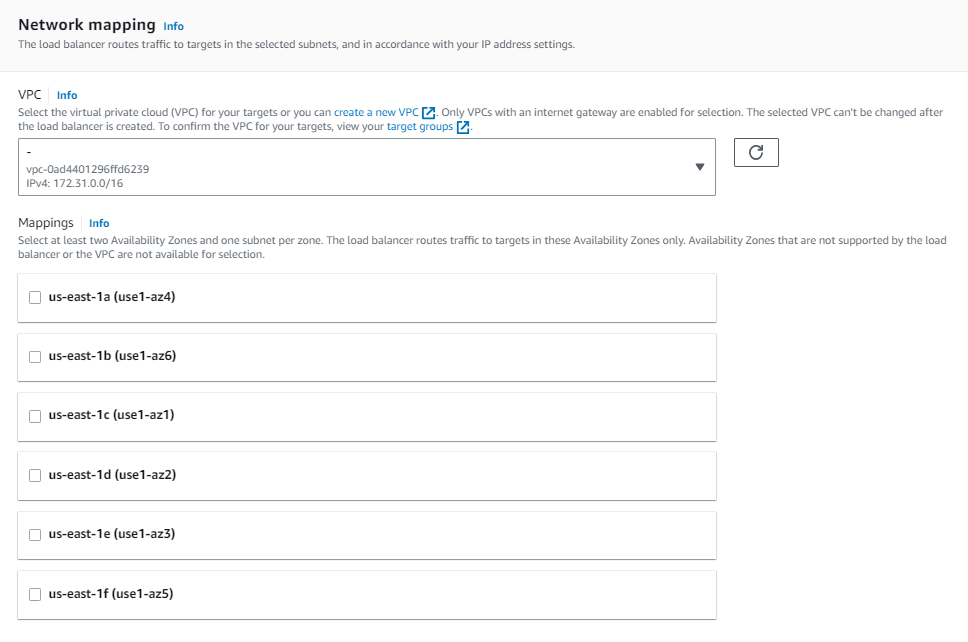 Network mapping Info
The load balancer routes traffic to targets in the selected subnets, and in accordance with your IP address settings.
VPC Info
Select the virtual private cloud (VPC) for your targets or you can create a new VPC. Only VPCs with an internet gateway are enabled for selection. The selected VPC can't be changed after
the load balancer is created. To confirm the VPC for your targets, view your target groups.
-
vpc-0ad4401296ffd6239
IPv4: 172.31.0.0/16
Mappings Info
Select at least two Availability Zones and one subnet per zone. The load balancer routes traffic to targets in these Availability Zones only. Availability Zones that are not supported by the load
balancer or the VPC are not available for selection.
us-east-1a (use1-az4)
us-east-1b (use1-az6)
us-east-1c (use1-az1)
us-east-1d (use1-az2)
us-east-1e (use1-az3)
us-east-1f (use1-az5)